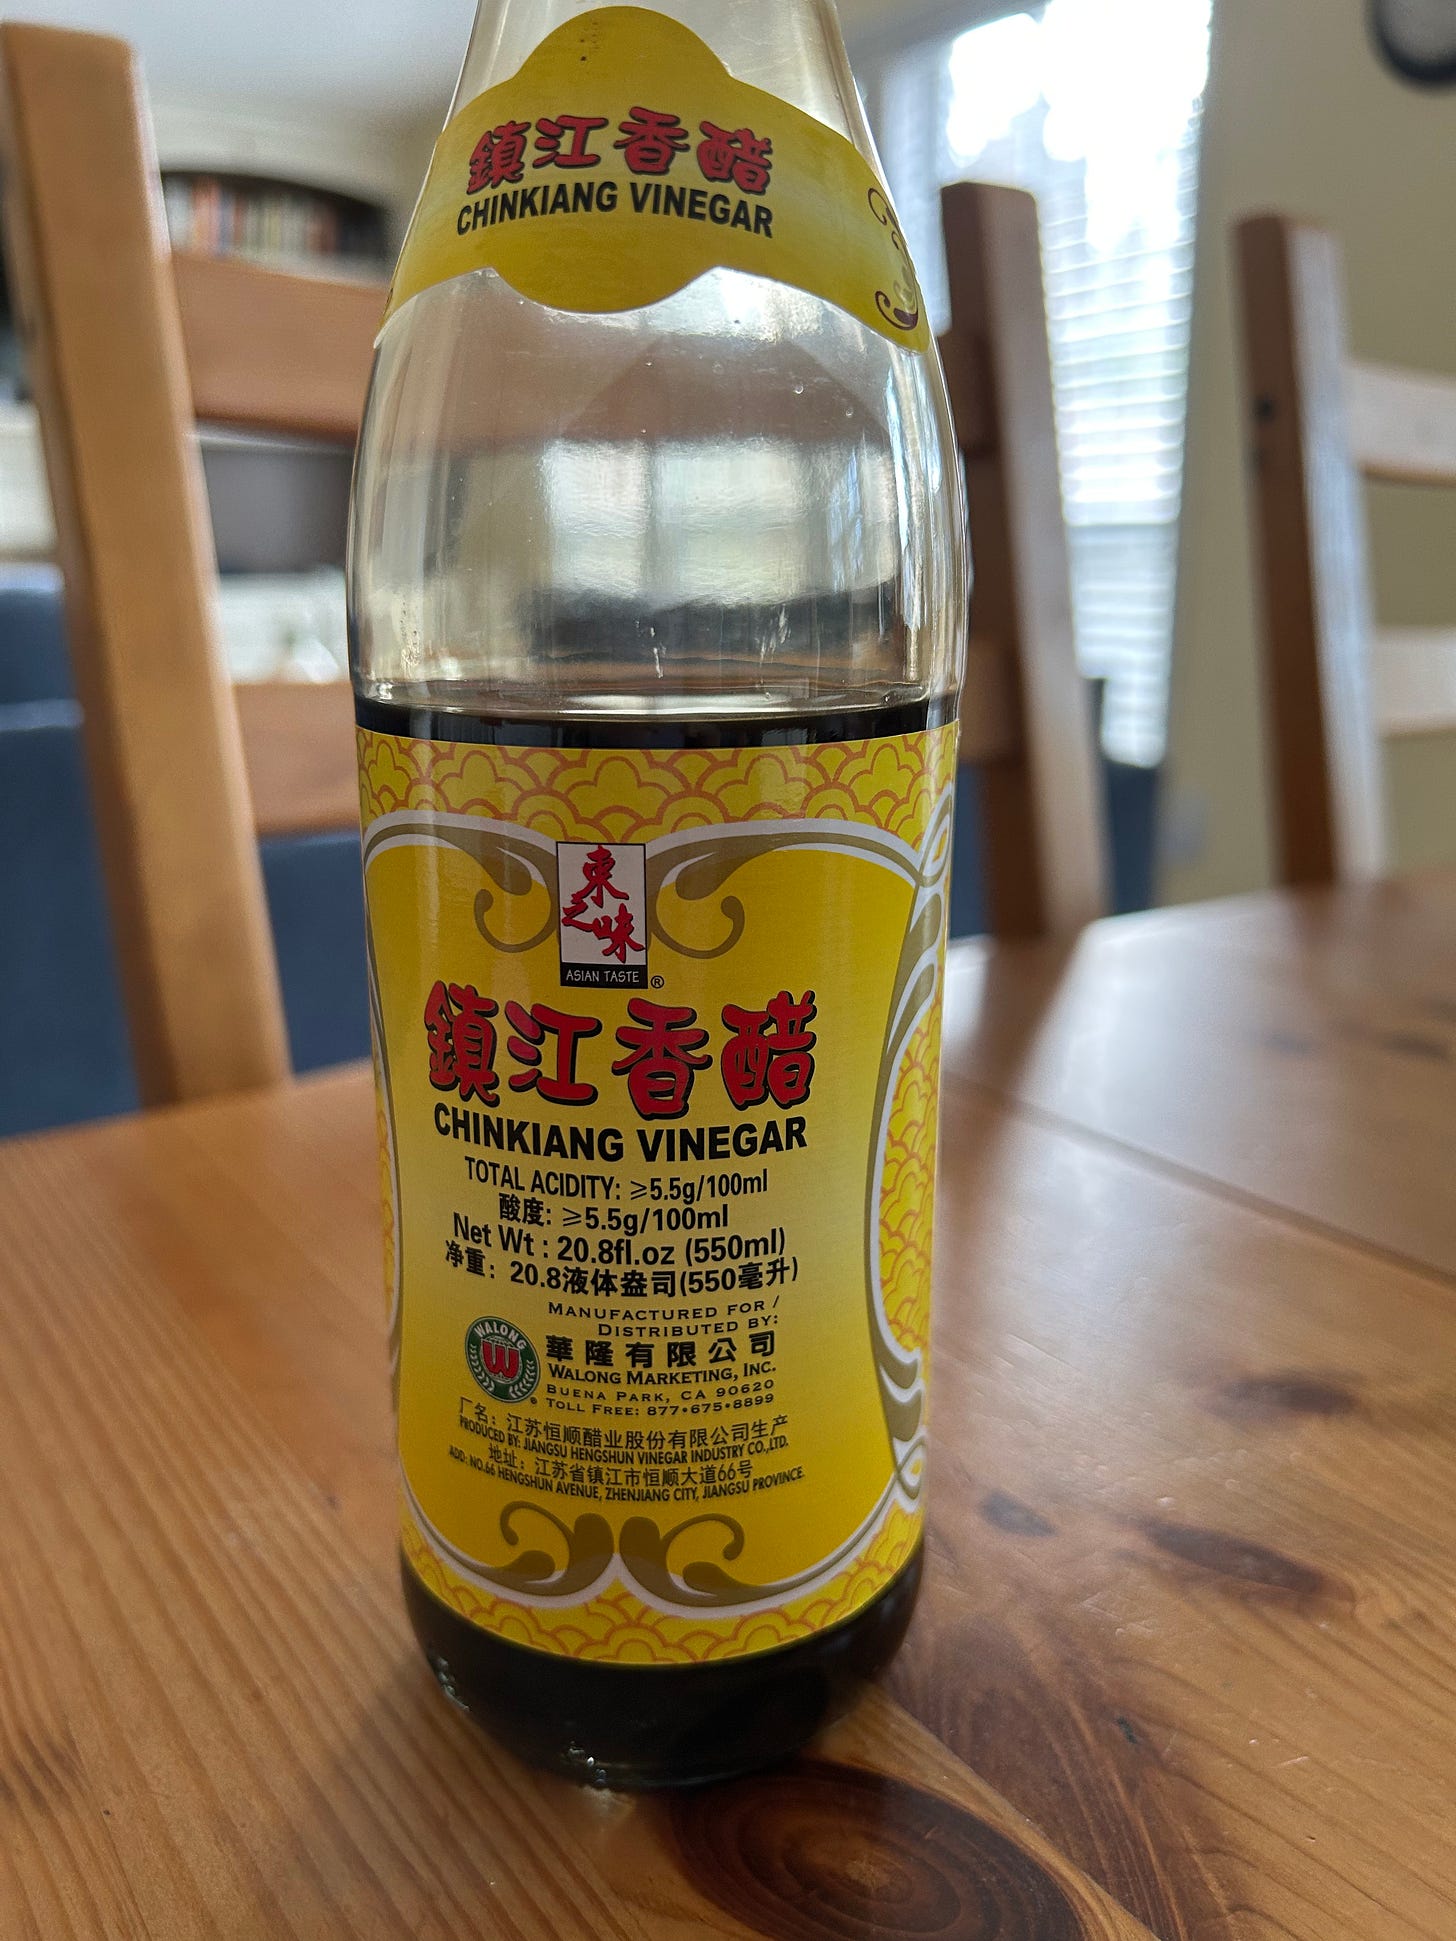 鎮江香醋
CHINKIANG VINEGAR
東之味
ASIAN TASTE ®
鎮江香醋
CHINKIANG VINEGAR
TOTAL ACIDITY: ⩾5.5g/100ml
酸度: ⩾5.5g/100ml
Net Wt : 20.8fl.oz (550ml)
净重: 20.8液体盎司(550毫升)
MANUFACTURED FOR /
DISTRIBUTED BY:
WALONG
W
華隆有限公司
WALONG MARKETING, INC.
BUENA PARK, CA 90620
TOLL FREE: 877•675•8899
厂名: 江苏恒顺醋业股份有限公司生产
PRODUCED BY: JIANGSU HENGSHUN VINEGAR INDUSTRY CO.,LTD.
地址: 江苏省镇江市恒顺大道66号
ADD: NO.66 HENGSHUN AVENUE, ZHENJIANG CITY, JIANGSU PROVINCE.